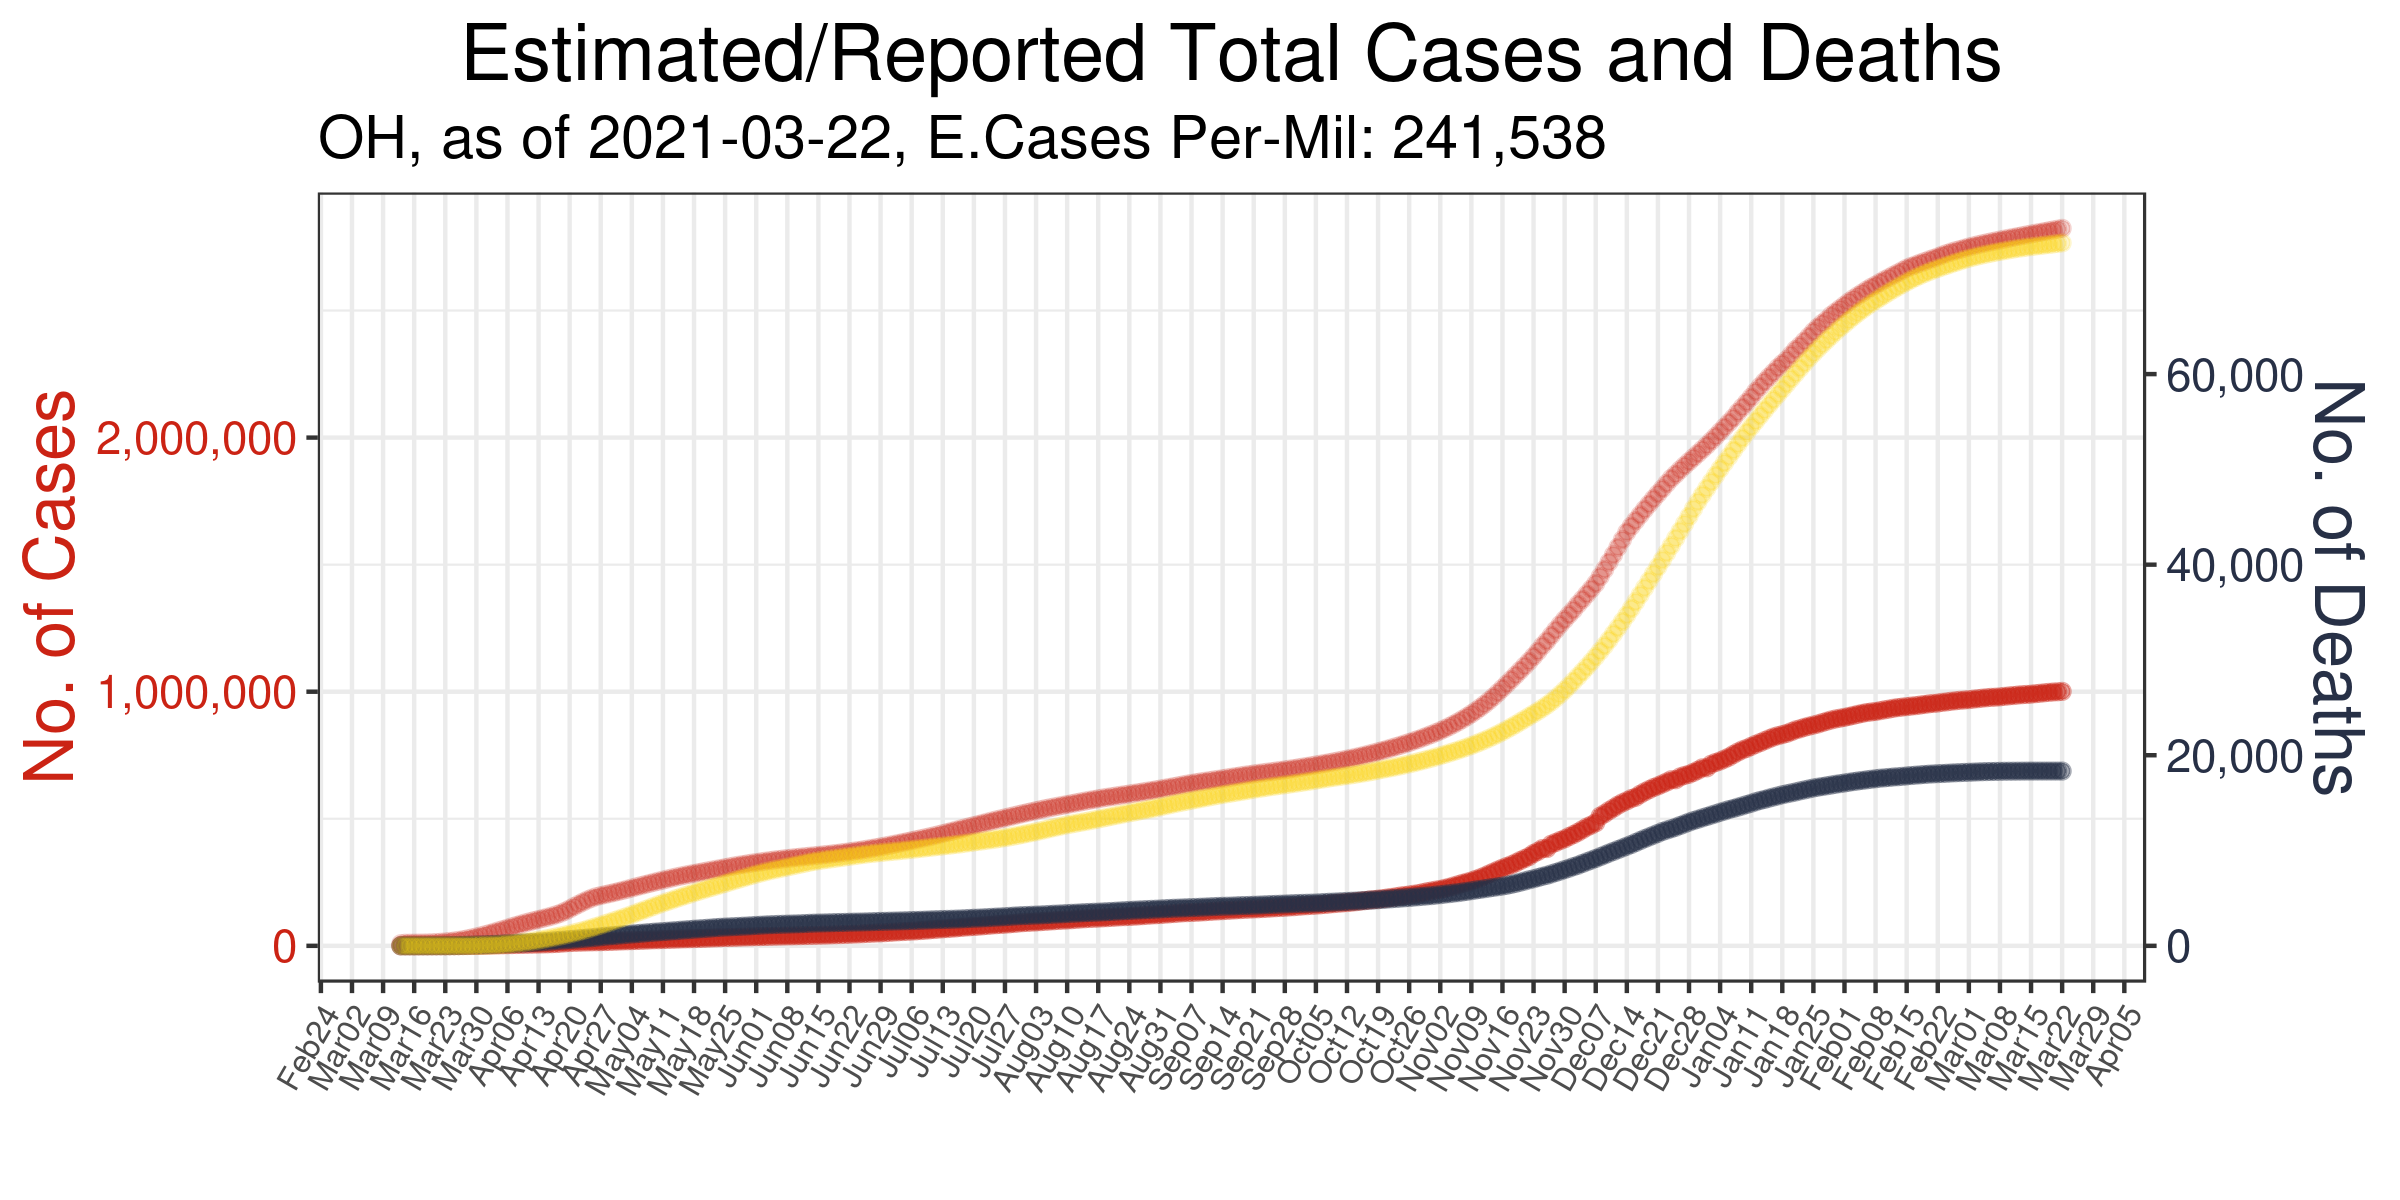 Estimated/Reported Total Cases and Deaths
OH, as of 2021-03-22, E.Cases Per-Mil: 241,538
No. of Cases
2,000,000
1,000,000
0
60,000
40,000
20,000
0
No. of Deaths
Feb24
Mar02
Mar09
Mar16
Mar23
Mar30
Apr06
Apr13
Apr20
Apr27
May04
May11
May18
May25
Jun01
Jun08
Jun15
Jun22
Jun29
Jul06
Jul13
Jul20
Jul27
Aug03
Aug10
Aug17
Aug24
Aug31
Sep07
Sep14
Sep21
Sep28
Oct05
Oct12
Oct19
Oct26
Nov02
Nov09
Nov16
Nov23
Nov30
Dec07
Dec14
Dec21
Dec28
Jan04
Jan11
Jan18
Jan25
Feb01
Feb08
Feb15
Feb22
Mar01
Mar08
Mar15
Mar22
Mar29
Apr05